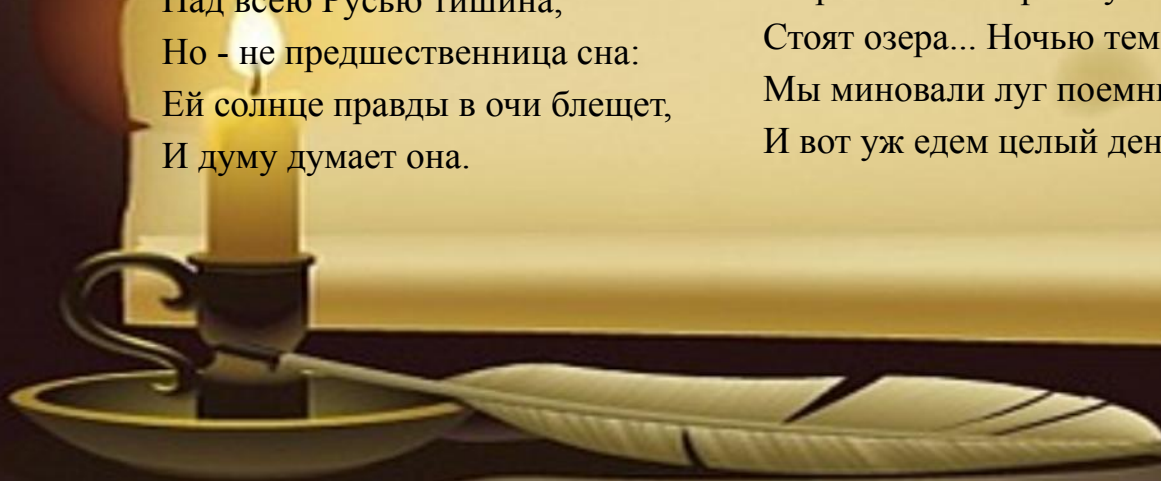 Над всею Русью тишина,
Но - не предшественница сна:
Ей солнце правды в очи блещет,
И думу думает она.
Стоят озера... Ночью
Мы миновали луг
И вот уж едем целый